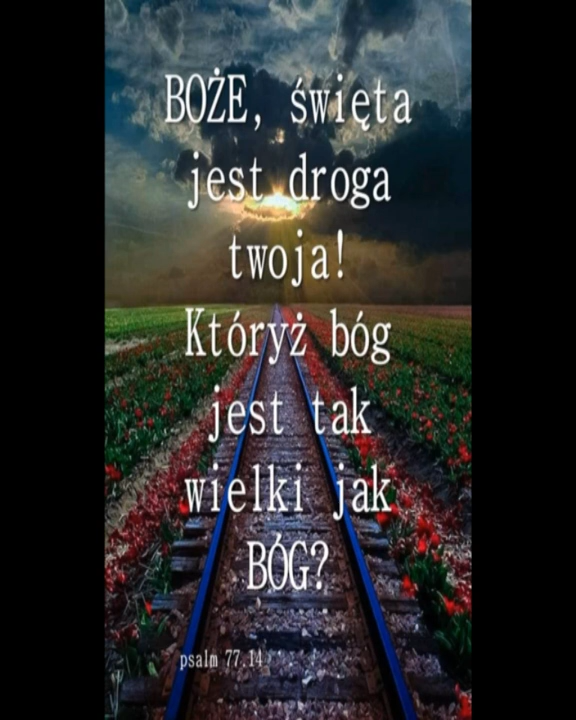 BOŻE, święta
jest droga
twoja!
Któryż bóg
jest tak
wielki jak
BÓG?
psalm 77.14